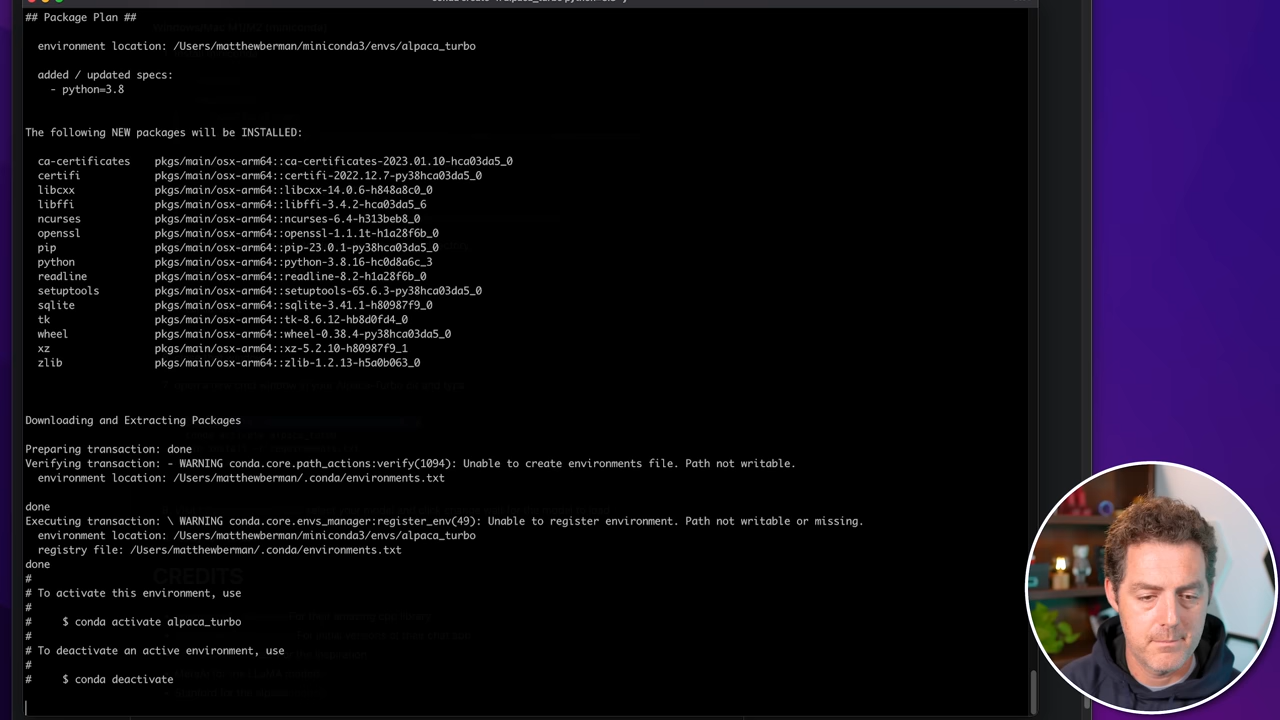 ## Package Plan ##
environment location: /Users/matthewberman/miniconda3/envs/alpaca_turbo
added / updated specs:
- python=3.8
The following NEW packages will be INSTALLED:
ca-certificates pkgs/main/osx-arm64::ca-certificates-2023.01.10-hca03da5_0
certifi pkgs/main/osx-arm64::certifi-2022.12.7-py38hca03da5_0
libcxx pkgs/main/osx-arm64::libcxx-14.0.6-h848a8c0_0
libffi pkgs/main/osx-arm64::libffi-3.4.2-hca03da5_6
ncurses pkgs/main/osx-arm64::ncurses-6.4-h313beb8_0
openssl pkgs/main/osx-arm64::openssl-1.1.1t-h1a28f6b_0
pip pkgs/main/osx-arm64::pip-23.0.1-py38hca03da5_0
python pkgs/main/osx-arm64::python-3.8.16-hc0d8a6c_3
readline pkgs/main/osx-arm64::readline-8.2-h1a28f6b_0
setuptools pkgs/main/osx-arm64::setuptools-65.6.3-py38hca03da5_0
sqlite pkgs/main/osx-arm64::sqlite-3.41.1-h80987f9_0
tk pkgs/main/osx-arm64::tk-8.6.12-hb8d0fd4_0
wheel pkgs/main/osx-arm64::wheel-0.38.4-py38hca03da5_0
xz pkgs/main/osx-arm64::xz-5.2.10-h80987f9_1
zlib pkgs/main/osx-arm64::zlib-1.2.13-h5a0b063_0
Downloading and Extracting Packages
Preparing transaction: done
Verifying transaction: - WARNING conda.core.path_actions:verify(1094): Unable to create environments file. Path not writable.
environment location: /Users/matthewberman/.conda/environments.txt
done
Executing transaction: \ WARNING conda.core.envs_manager:register_env(49): Unable to register environment. Path not writable or missing.
environment location: /Users/matthewberman/miniconda3/envs/alpaca_turbo
registry file: /Users/matthewberman/.conda/environments.txt
done
CREDITS
#
# To activate this environment, use
#
# $ conda activate alpaca_turbo
#
# To deactivate an active environment, use
#
# $ conda deactivate